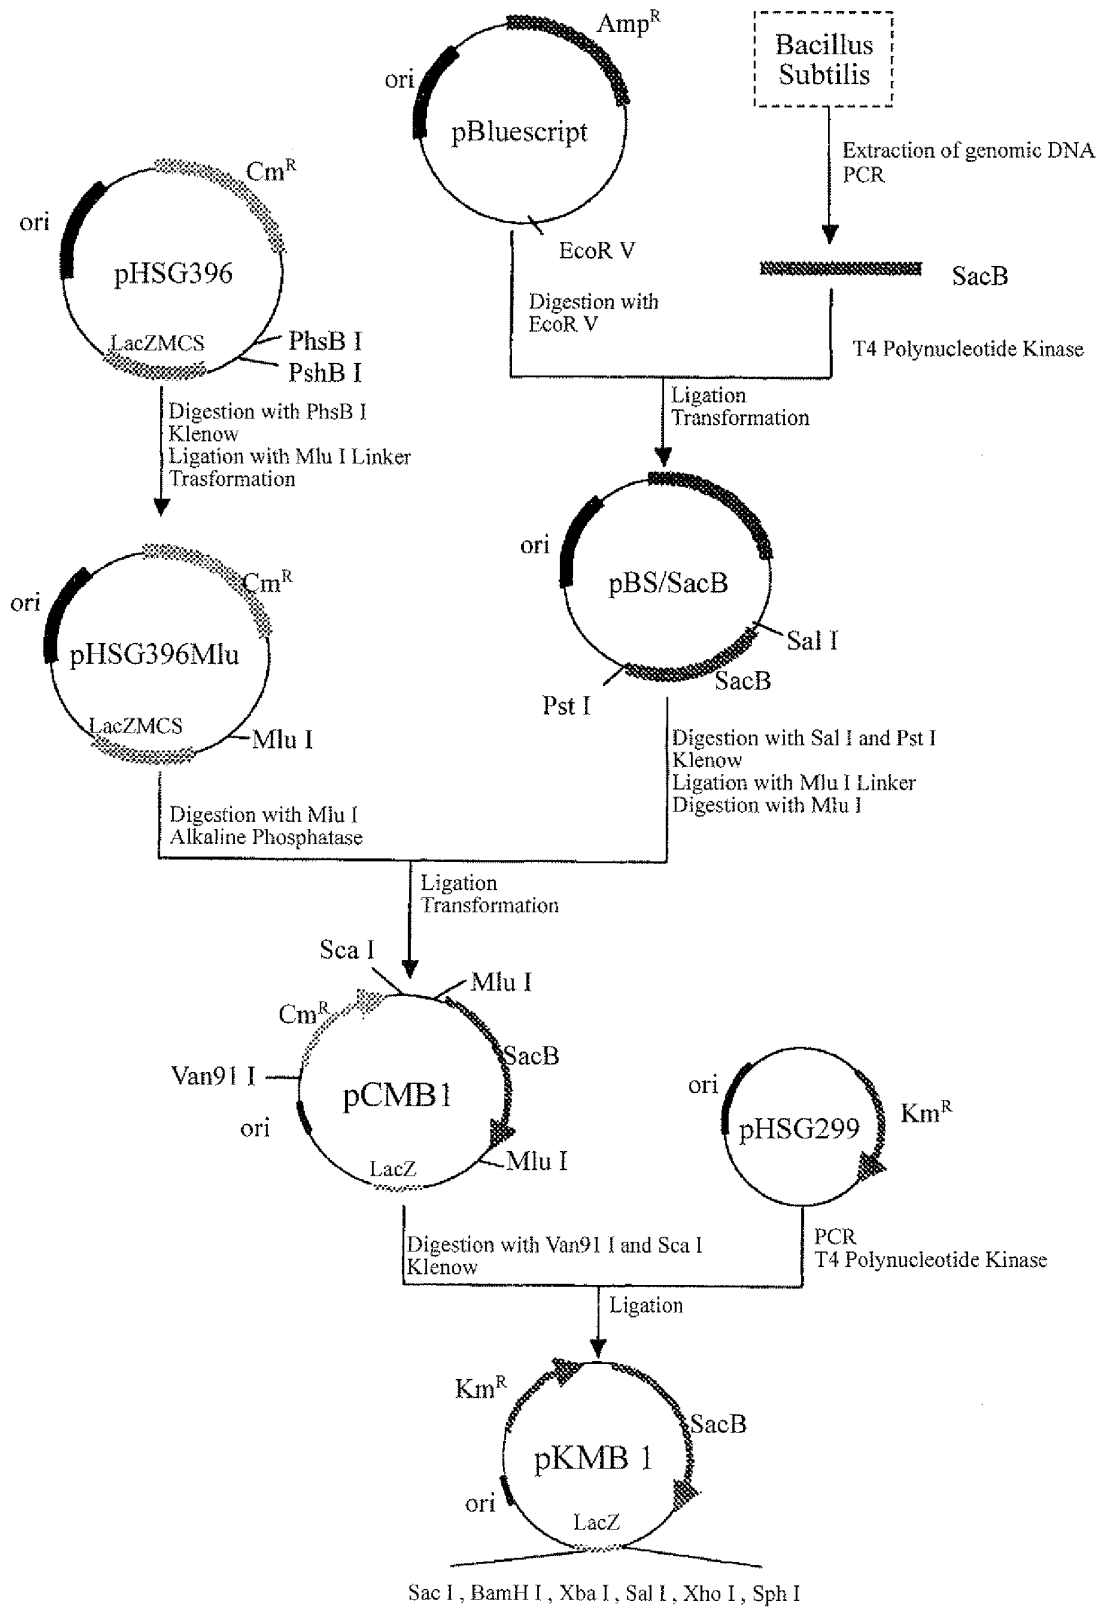 Amp^R
ori
pBluescript
EcoR V
Digestion with
EcoR V
Bacillus
Subtilis
Extraction of genomic DNA
PCR
SacB
T4 Polynucleotide Kinase
Ligation
Transformation
Cm^R
ori
pHSG396
LacZMCS
PhsB I
PshB I
Digestion with PhsB I
Klenow
Ligation with Mlu I Linker
Trasformation
ori
Cm^R
pHSG396Mlu
LacZMCS
Mlu I
Digestion with Mlu I
Alkaline Phosphatase
ori
pBS/SacB
Sal I
SacB
Pst I
Digestion with Sal I and Pst I
Klenow
Ligation with Mlu I Linker
Digestion with Mlu I
Ligation
Transformation
Sca I
Mlu I
Cm^R
SacB
Van91 I
pCMB1
ori
LacZ
Mlu I
ori
Km^R
pHSG299
Digestion with Van91 I and Sca I
Klenow
PCR
T4 Polynucleotide Kinase
Ligation
Km^R
SacB
pKMB 1
ori
LacZ
Sac I , BamH I , Xba I , Sal I , Xho I , Sph I